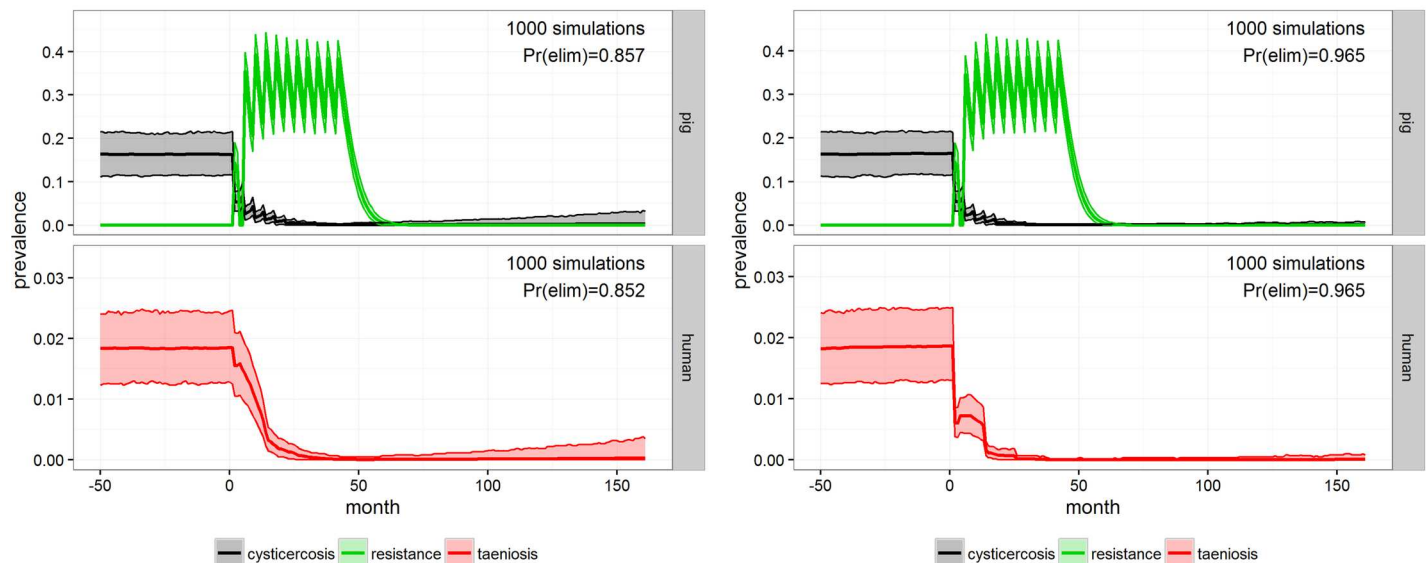 1000 simulations
Pr(elim)=0.857
0.4
0.3
0.2
0.1
0.0
pig
prevalence
1000 simulations
Pr(elim)=0.852
0.03
0.02
0.01
0.00
human
-50 0 50 100 150
month
cysticercosis resistance taeniosis
1000 simulations
Pr(elim)=0.965
0.4
0.3
0.2
0.1
0.0
pig
prevalence
1000 simulations
Pr(elim)=0.965
0.03
0.02
0.01
0.00
human
-50 0 50 100 150
month
cysticercosis resistance taeniosis